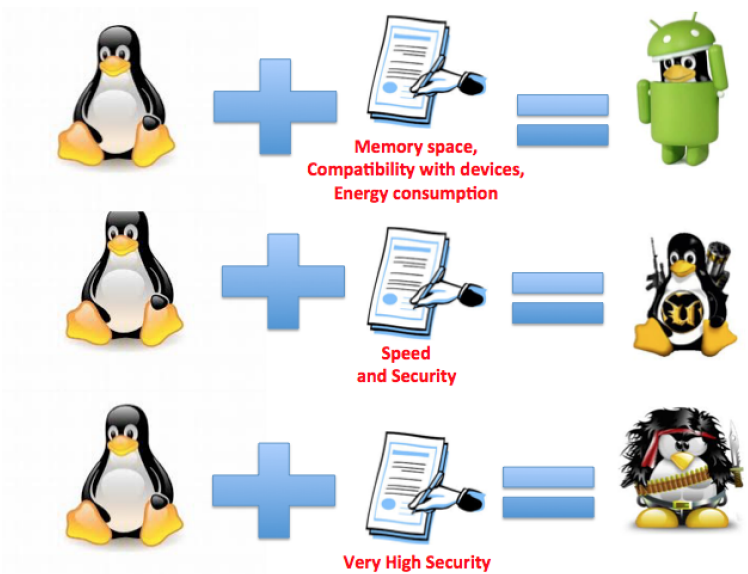 Memory space,
Compatibility with devices,
Energy consumption
Speed
and Security
Very High Security